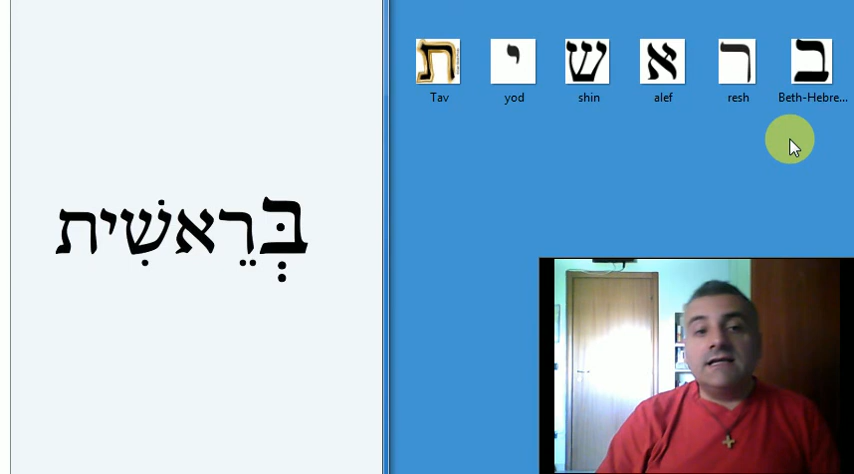 ת י ש א ר ב
Tav yod shin alef resh Beth-Hebre...
בְּרֵאשִׁית